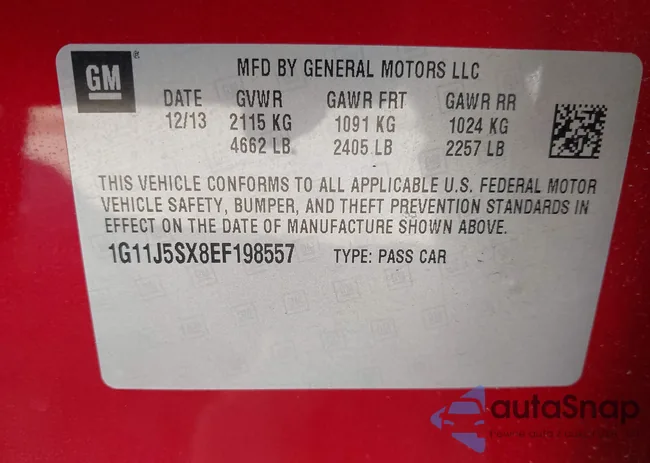 GM
MFD BY GENERAL MOTORS LLC
DATE GVWR GAWR FRT GAWR RR
12/13 2115 KG 1091 KG 1024 KG
4662 LB 2405 LB 2257 LB
THIS VEHICLE CONFORMS TO ALL APPLICABLE U.S. FEDERAL MOTOR
VEHICLE SAFETY, BUMPER, AND THEFT PREVENTION STANDARDS IN
EFFECT ON THE DATE OF MANUFACTURE SHOWN ABOVE.
1G11J5SX8EF198557 TYPE: PASS CAR
autaSnap